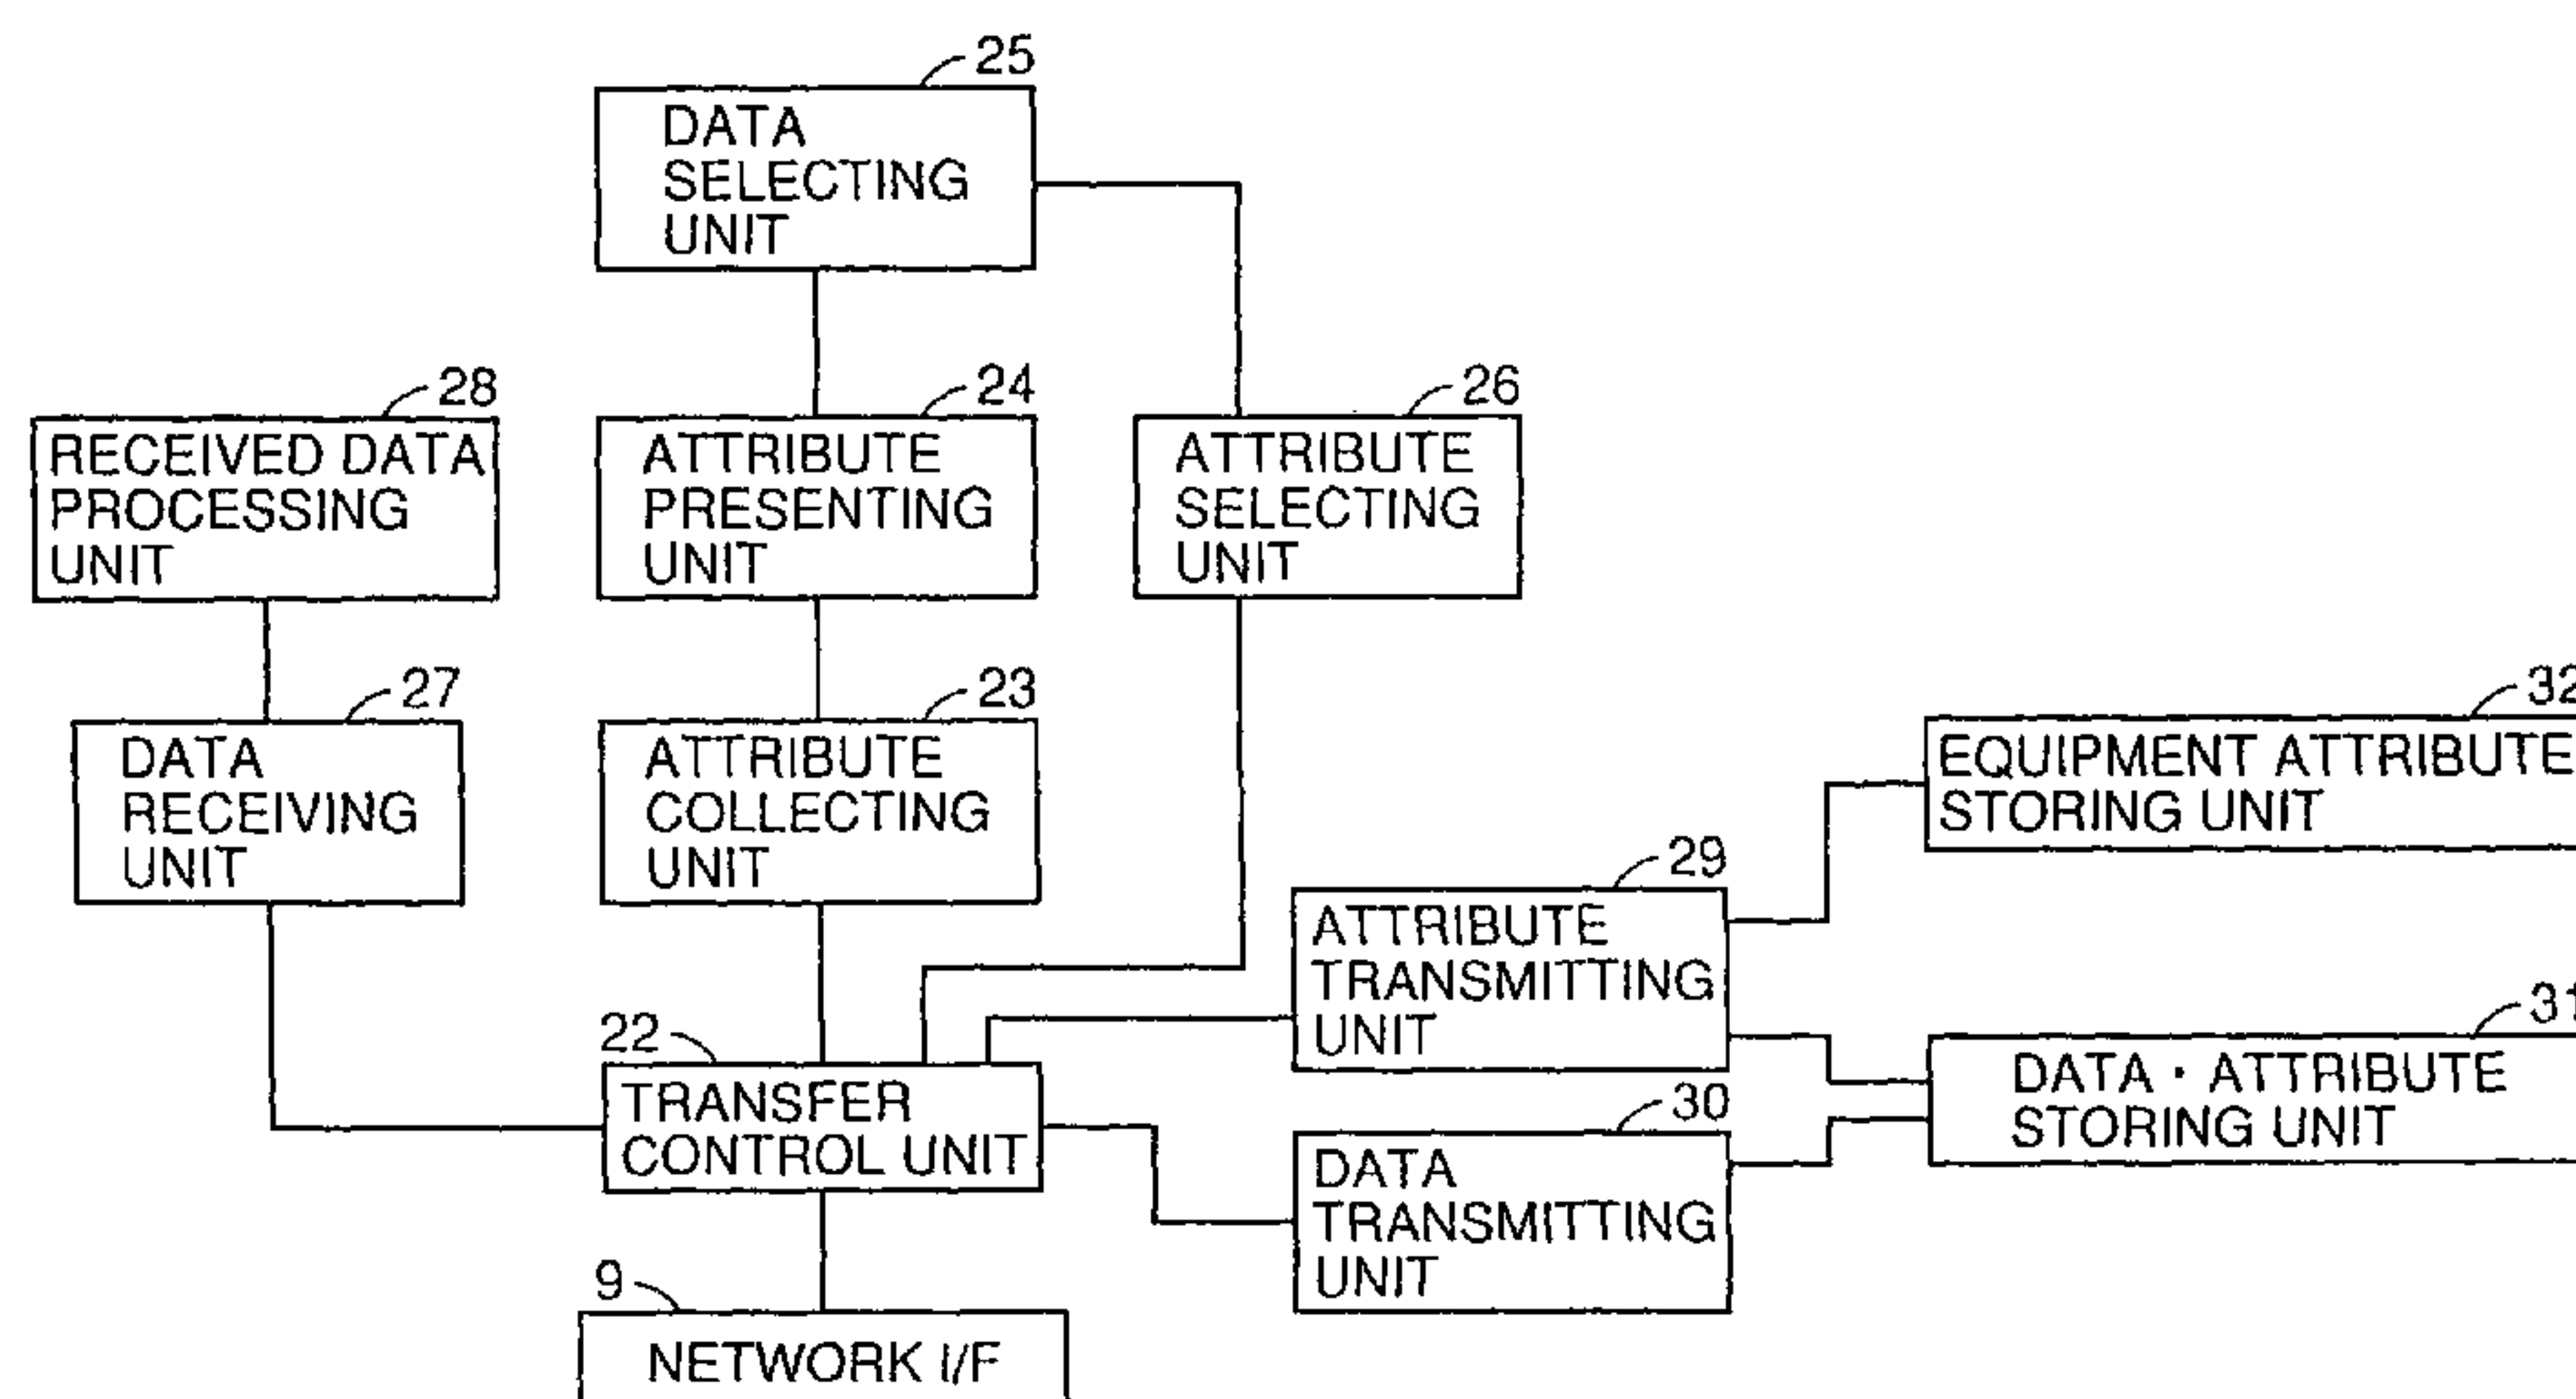 25
DATA
SELECTING
UNIT
28
RECEIVED DATA
PROCESSING
UNIT
24
ATTRIBUTE
PRESENTING
UNIT
26
ATTRIBUTE
SELECTING
UNIT
27
DATA
RECEIVING
UNIT
23
ATTRIBUTE
COLLECTING
UNIT
32
EQUIPMENT ATTRIBUTE
STORING UNIT
29
ATTRIBUTE
TRANSMITTING
UNIT
31
DATA・ATTRIBUTE
STORING UNIT
22
TRANSFER
CONTROL UNIT
30
DATA
TRANSMITTING
UNIT
9
NETWORK I/F